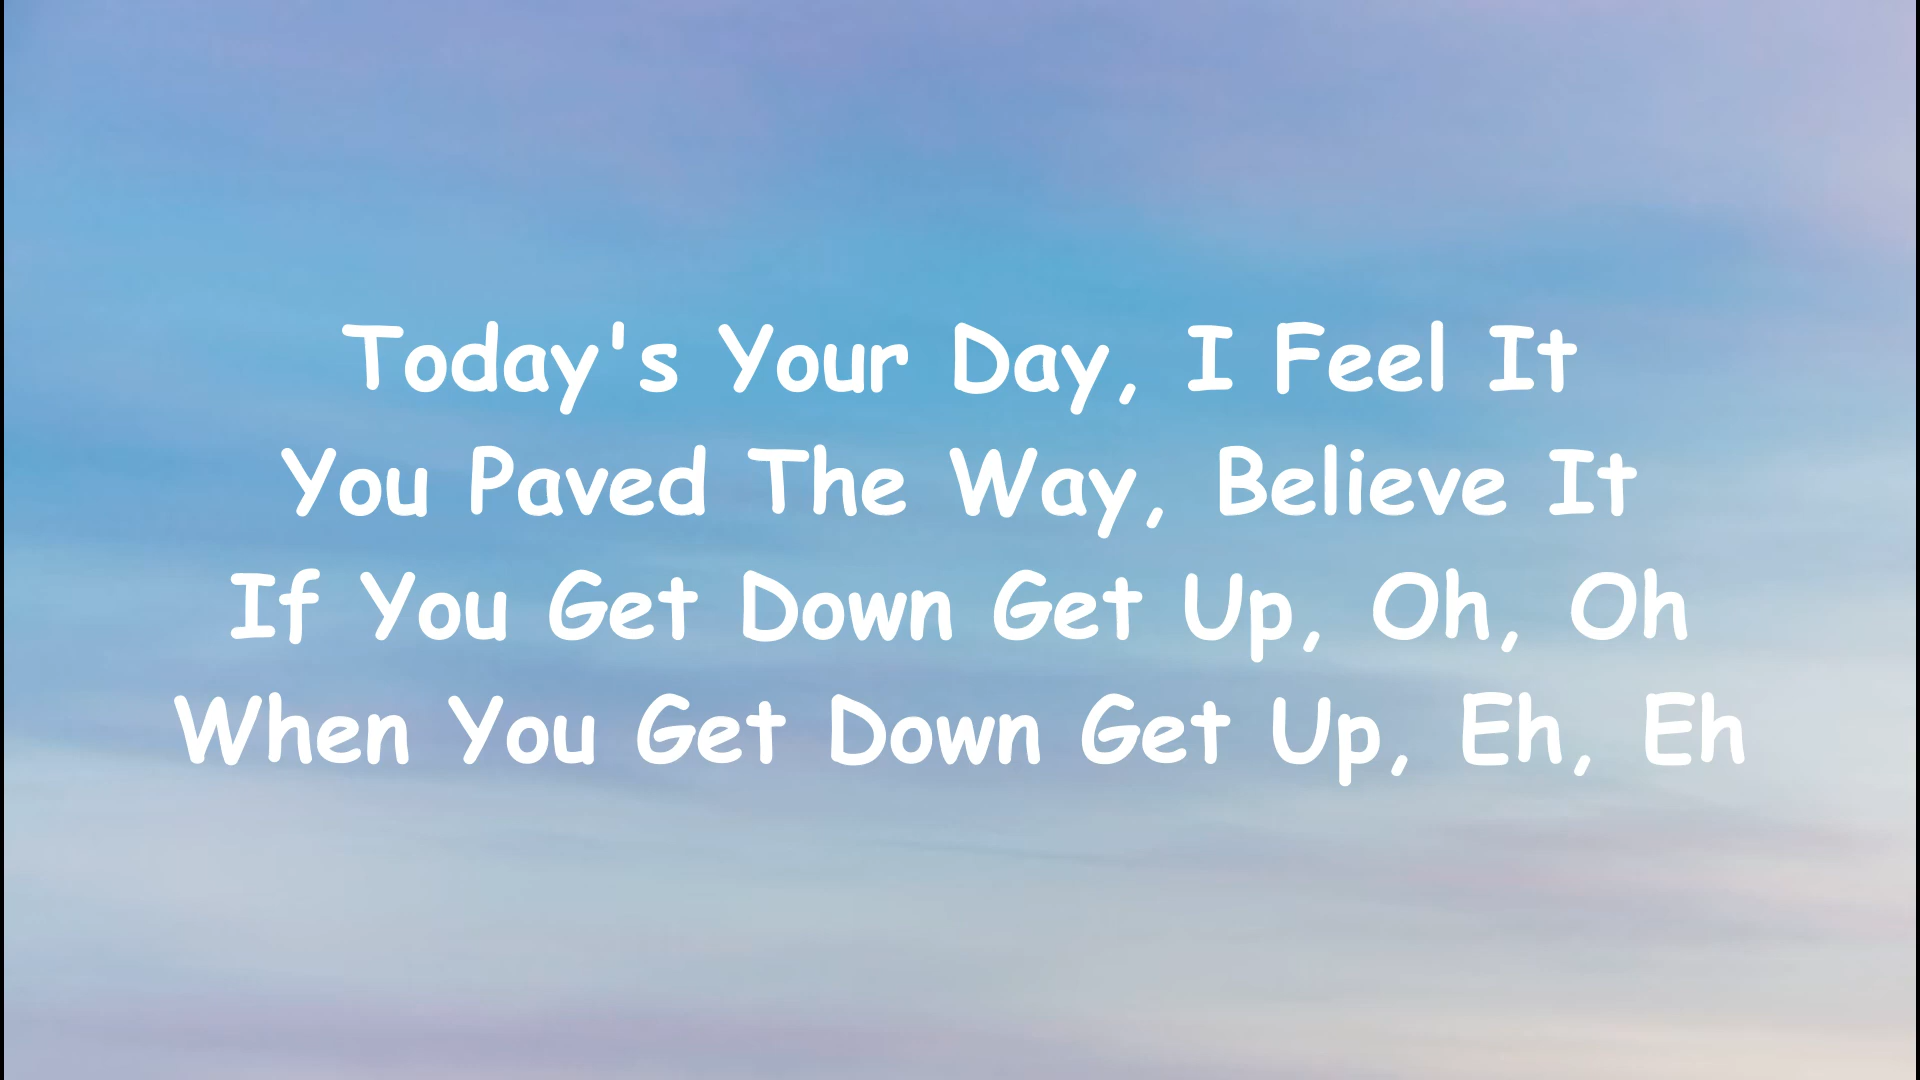 Today's Your Day, I Feel It
You Paved The Way, Believe It
If You Get Down Get Up, Oh, Oh
When You Get Down Get Up, Eh, Eh